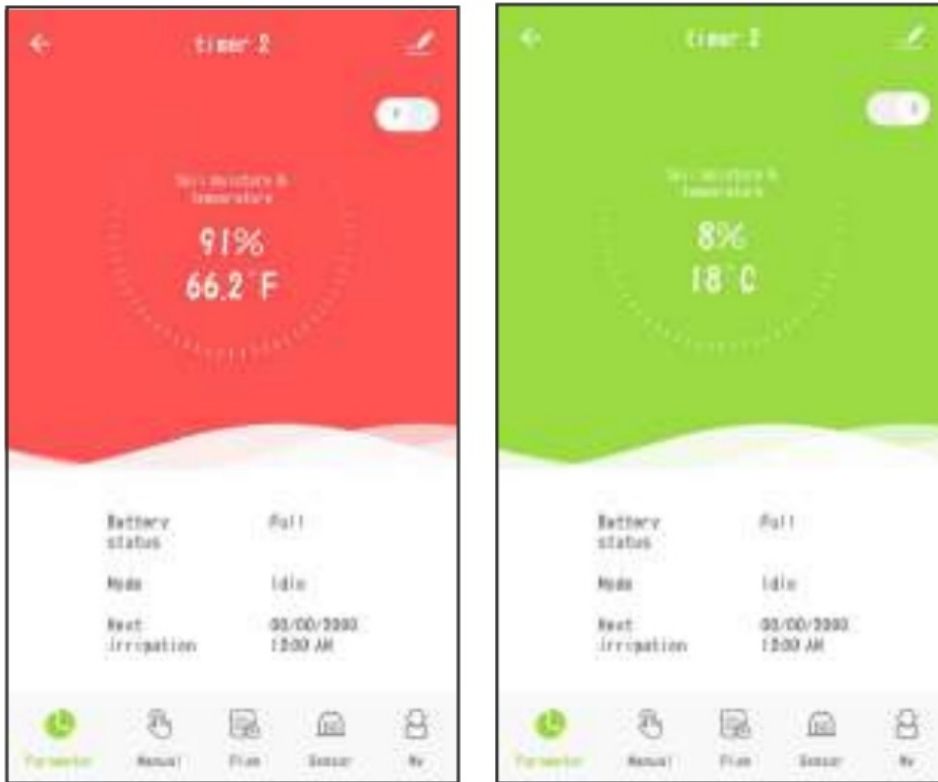 timer 2
F
Soil moisture &
temperature
91%
66.2°F
Battery
status
Full
Mode
Idle
Next
irrigation
00/00/2000
12:00 AM
Parameter
Manual
Plan
Sensor
Me
timer 2
Soil moisture &
temperature
8%
18°C
Battery
status
Full
Mode
Idle
Next
irrigation
00/00/2000
12:00 AM
Parameter
Manual
Plan
Sensor
Me